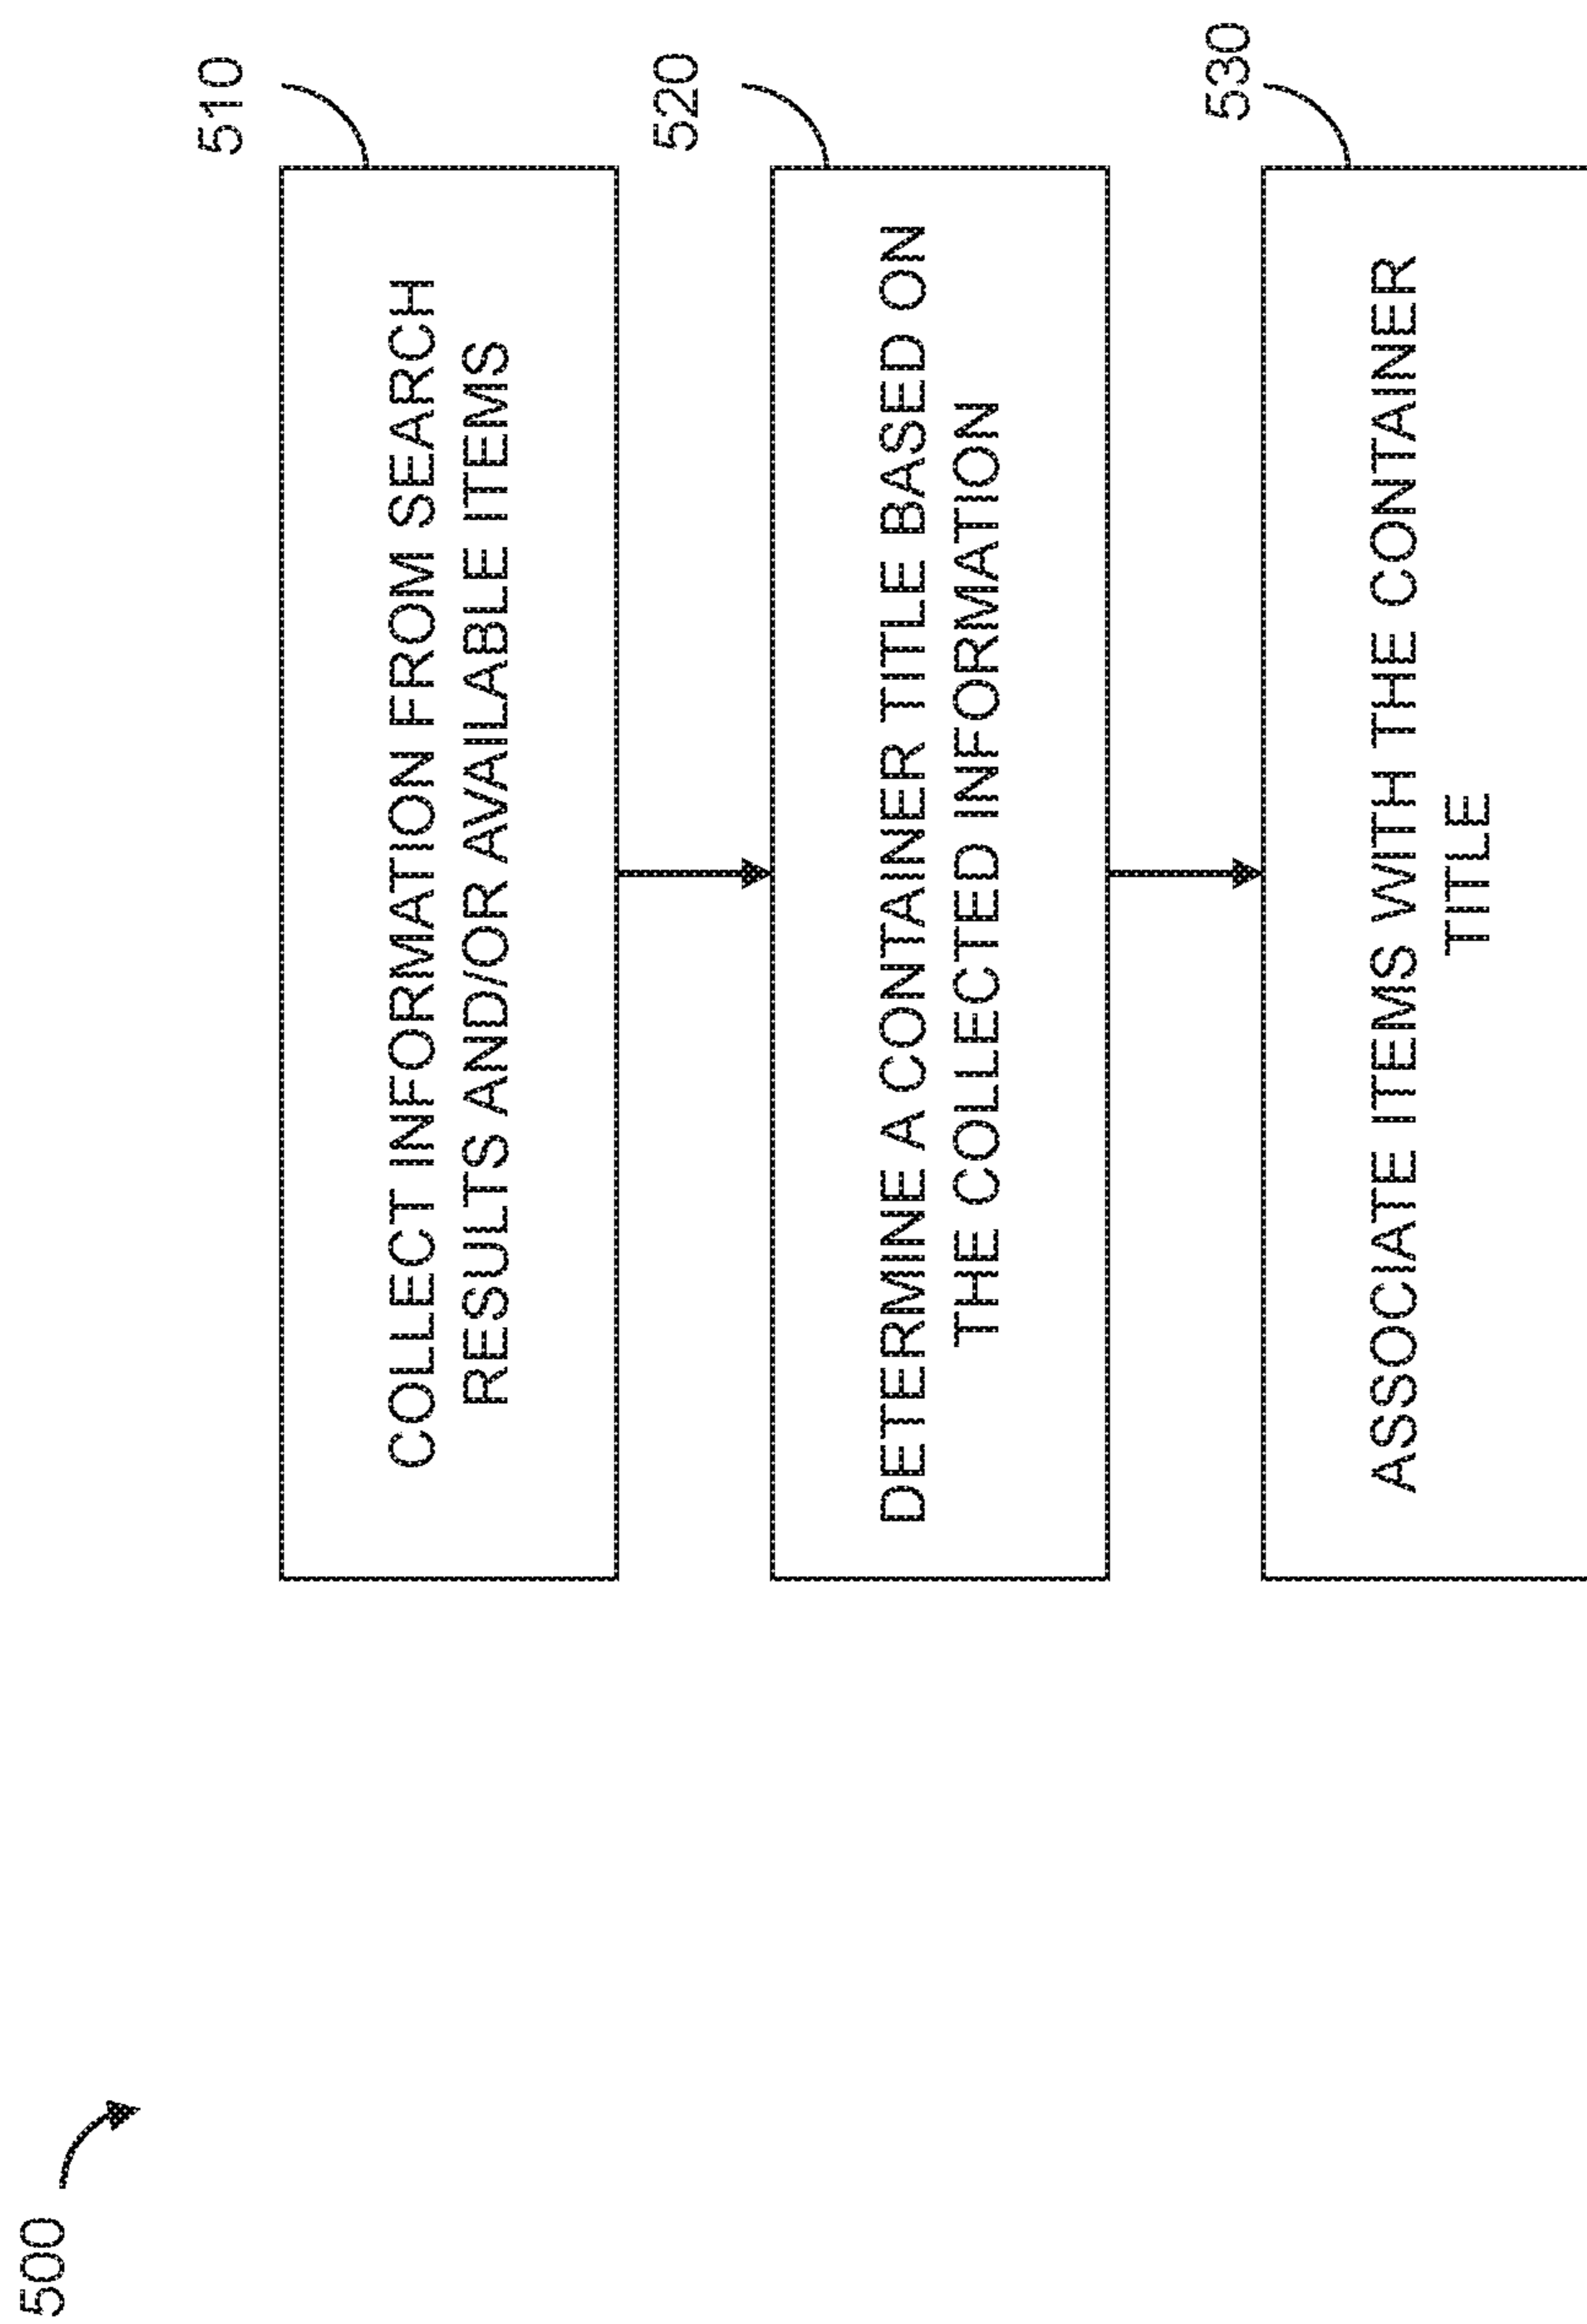 500
510
COLLECT INFORMATION FROM SEARCH
RESULTS AND/OR AVAILABLE ITEMS
520
DETERMINE A CONTAINER TITLE BASED ON
THE COLLECTED INFORMATION
530
ASSOCIATE ITEMS WITH THE CONTAINER
TITLE